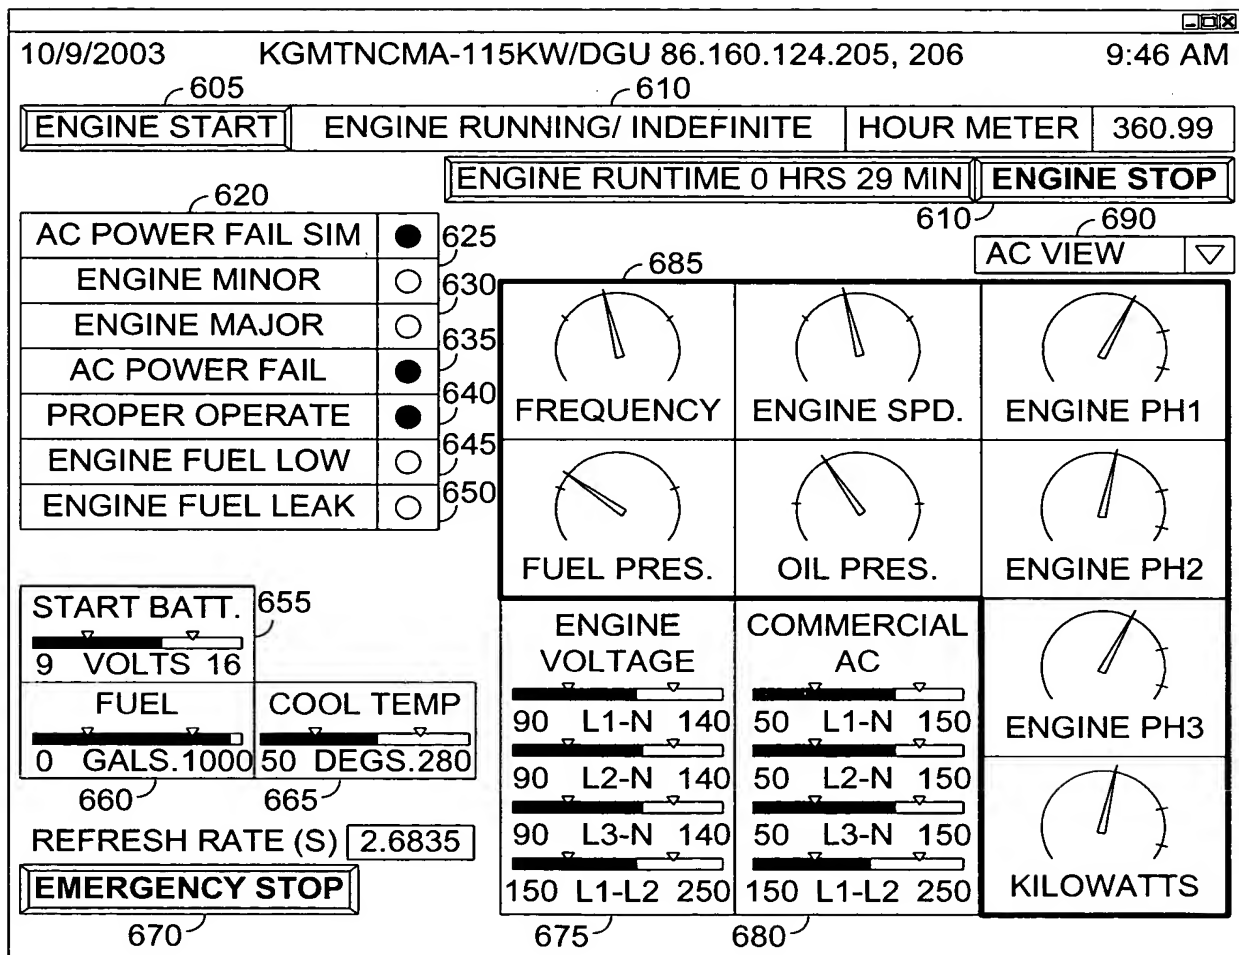 10/9/2003 KGMTNCMA-115KW/DGU 86.160.124.205, 206 9:46 AM
605 610
ENGINE START ENGINE RUNNING/ INDEFINITE HOUR METER 360.99
ENGINE RUNTIME 0 HRS 29 MIN ENGINE STOP
620 610 690
AC POWER FAIL SIM 625
AC VIEW
ENGINE MINOR 630
ENGINE MAJOR 635
AC POWER FAIL 640
PROPER OPERATE 645
ENGINE FUEL LOW 650
ENGINE FUEL LEAK
685
FREQUENCY ENGINE SPD. ENGINE PH1
FUEL PRES. OIL PRES. ENGINE PH2
START BATT. 655
9 VOLTS 16
FUEL COOL TEMP
0 GALS.1000 50 DEGS.280
660 665
REFRESH RATE (S) 2.6835
EMERGENCY STOP
670
ENGINE
VOLTAGE
90 L1-N 140
90 L2-N 140
90 L3-N 140
150 L1-L2 250
675
COMMERCIAL
AC
50 L1-N 150
50 L2-N 150
50 L3-N 150
150 L1-L2 250
680
ENGINE PH3
KILOWATTS